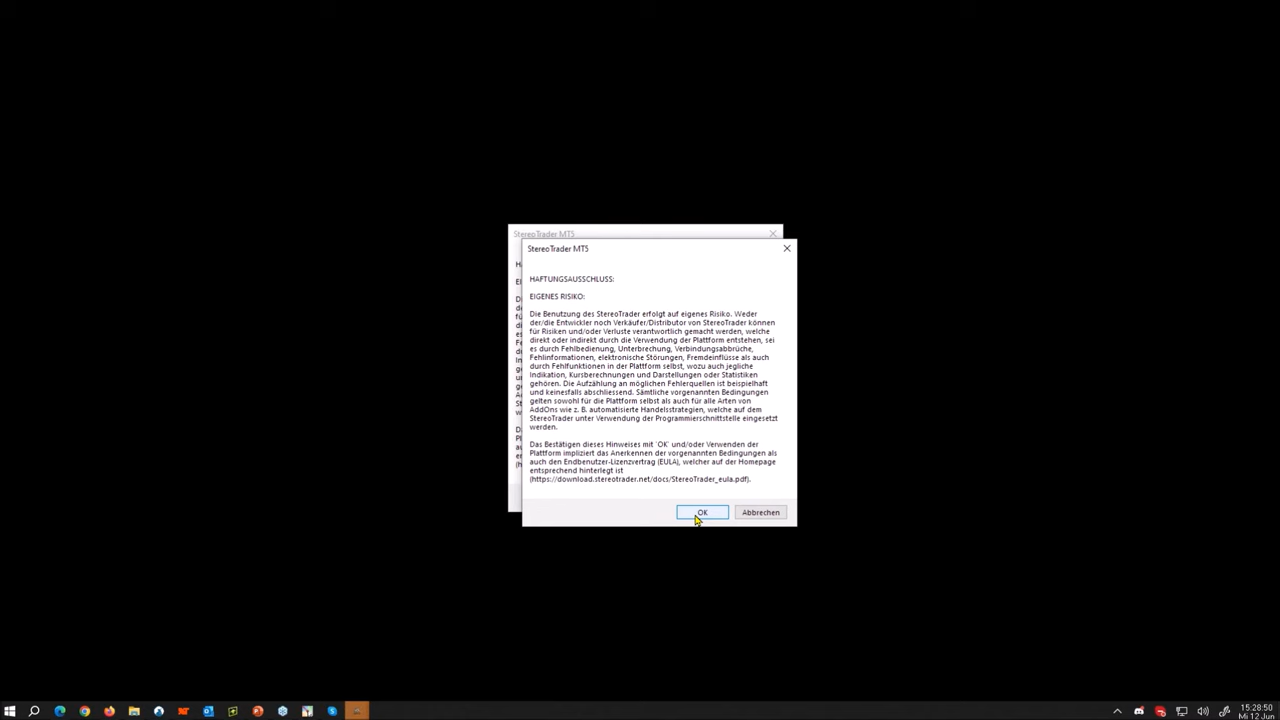 StereoTrader MT5
StereoTrader MT5
HAFTUNGSAUSSCHLUSS:
EIGENES RISIKO:
Die Benutzung des StereoTrader erfolgt auf eigenes Risiko. Weder
der/die Entwickler noch Verkäufer/Distributor von StereoTrader können
für Risiken und/oder Verluste verantwortlich gemacht werden, welche
direkt oder indirekt durch die Verwendung der Plattform entstehen, sei
es durch Fehlbedienung, Unterbrechung, Verbindungsabbrüche,
Fehlinformationen, elektronische Störungen, Fremdeinflüsse als auch
durch Fehlfunktionen in der Plattform selbst, wozu auch jegliche
Indikation, Kursberechnungen und Darstellungen oder Statistiken
gehören. Die Aufzählung an möglichen Fehlerquellen ist beispielhaft
und keinesfalls abschliessend. Sämtliche vorgenannten Bedingungen
gelten sowohl für die Plattform selbst als auch für alle Arten von
AddOns wie z. B. automatisierte Handelsstrategien, welche auf dem
StereoTrader unter Verwendung der Programmierschnittstelle eingesetzt
werden.
Das Bestätigen dieses Hinweises mit 'OK' und/oder Verwenden der
Plattform impliziert das Anerkennen der vorgenannten Bedingungen als
als auch den Endbenutzer-Lizenzvertrag (EULA), welcher auf der Homepage
entsprechend hinterlegt ist
(https://download.stereotrader.net/docs/StereoTrader_eula.pdf).
OK
Abbrechen
15:28:50
Mi 12.Jun